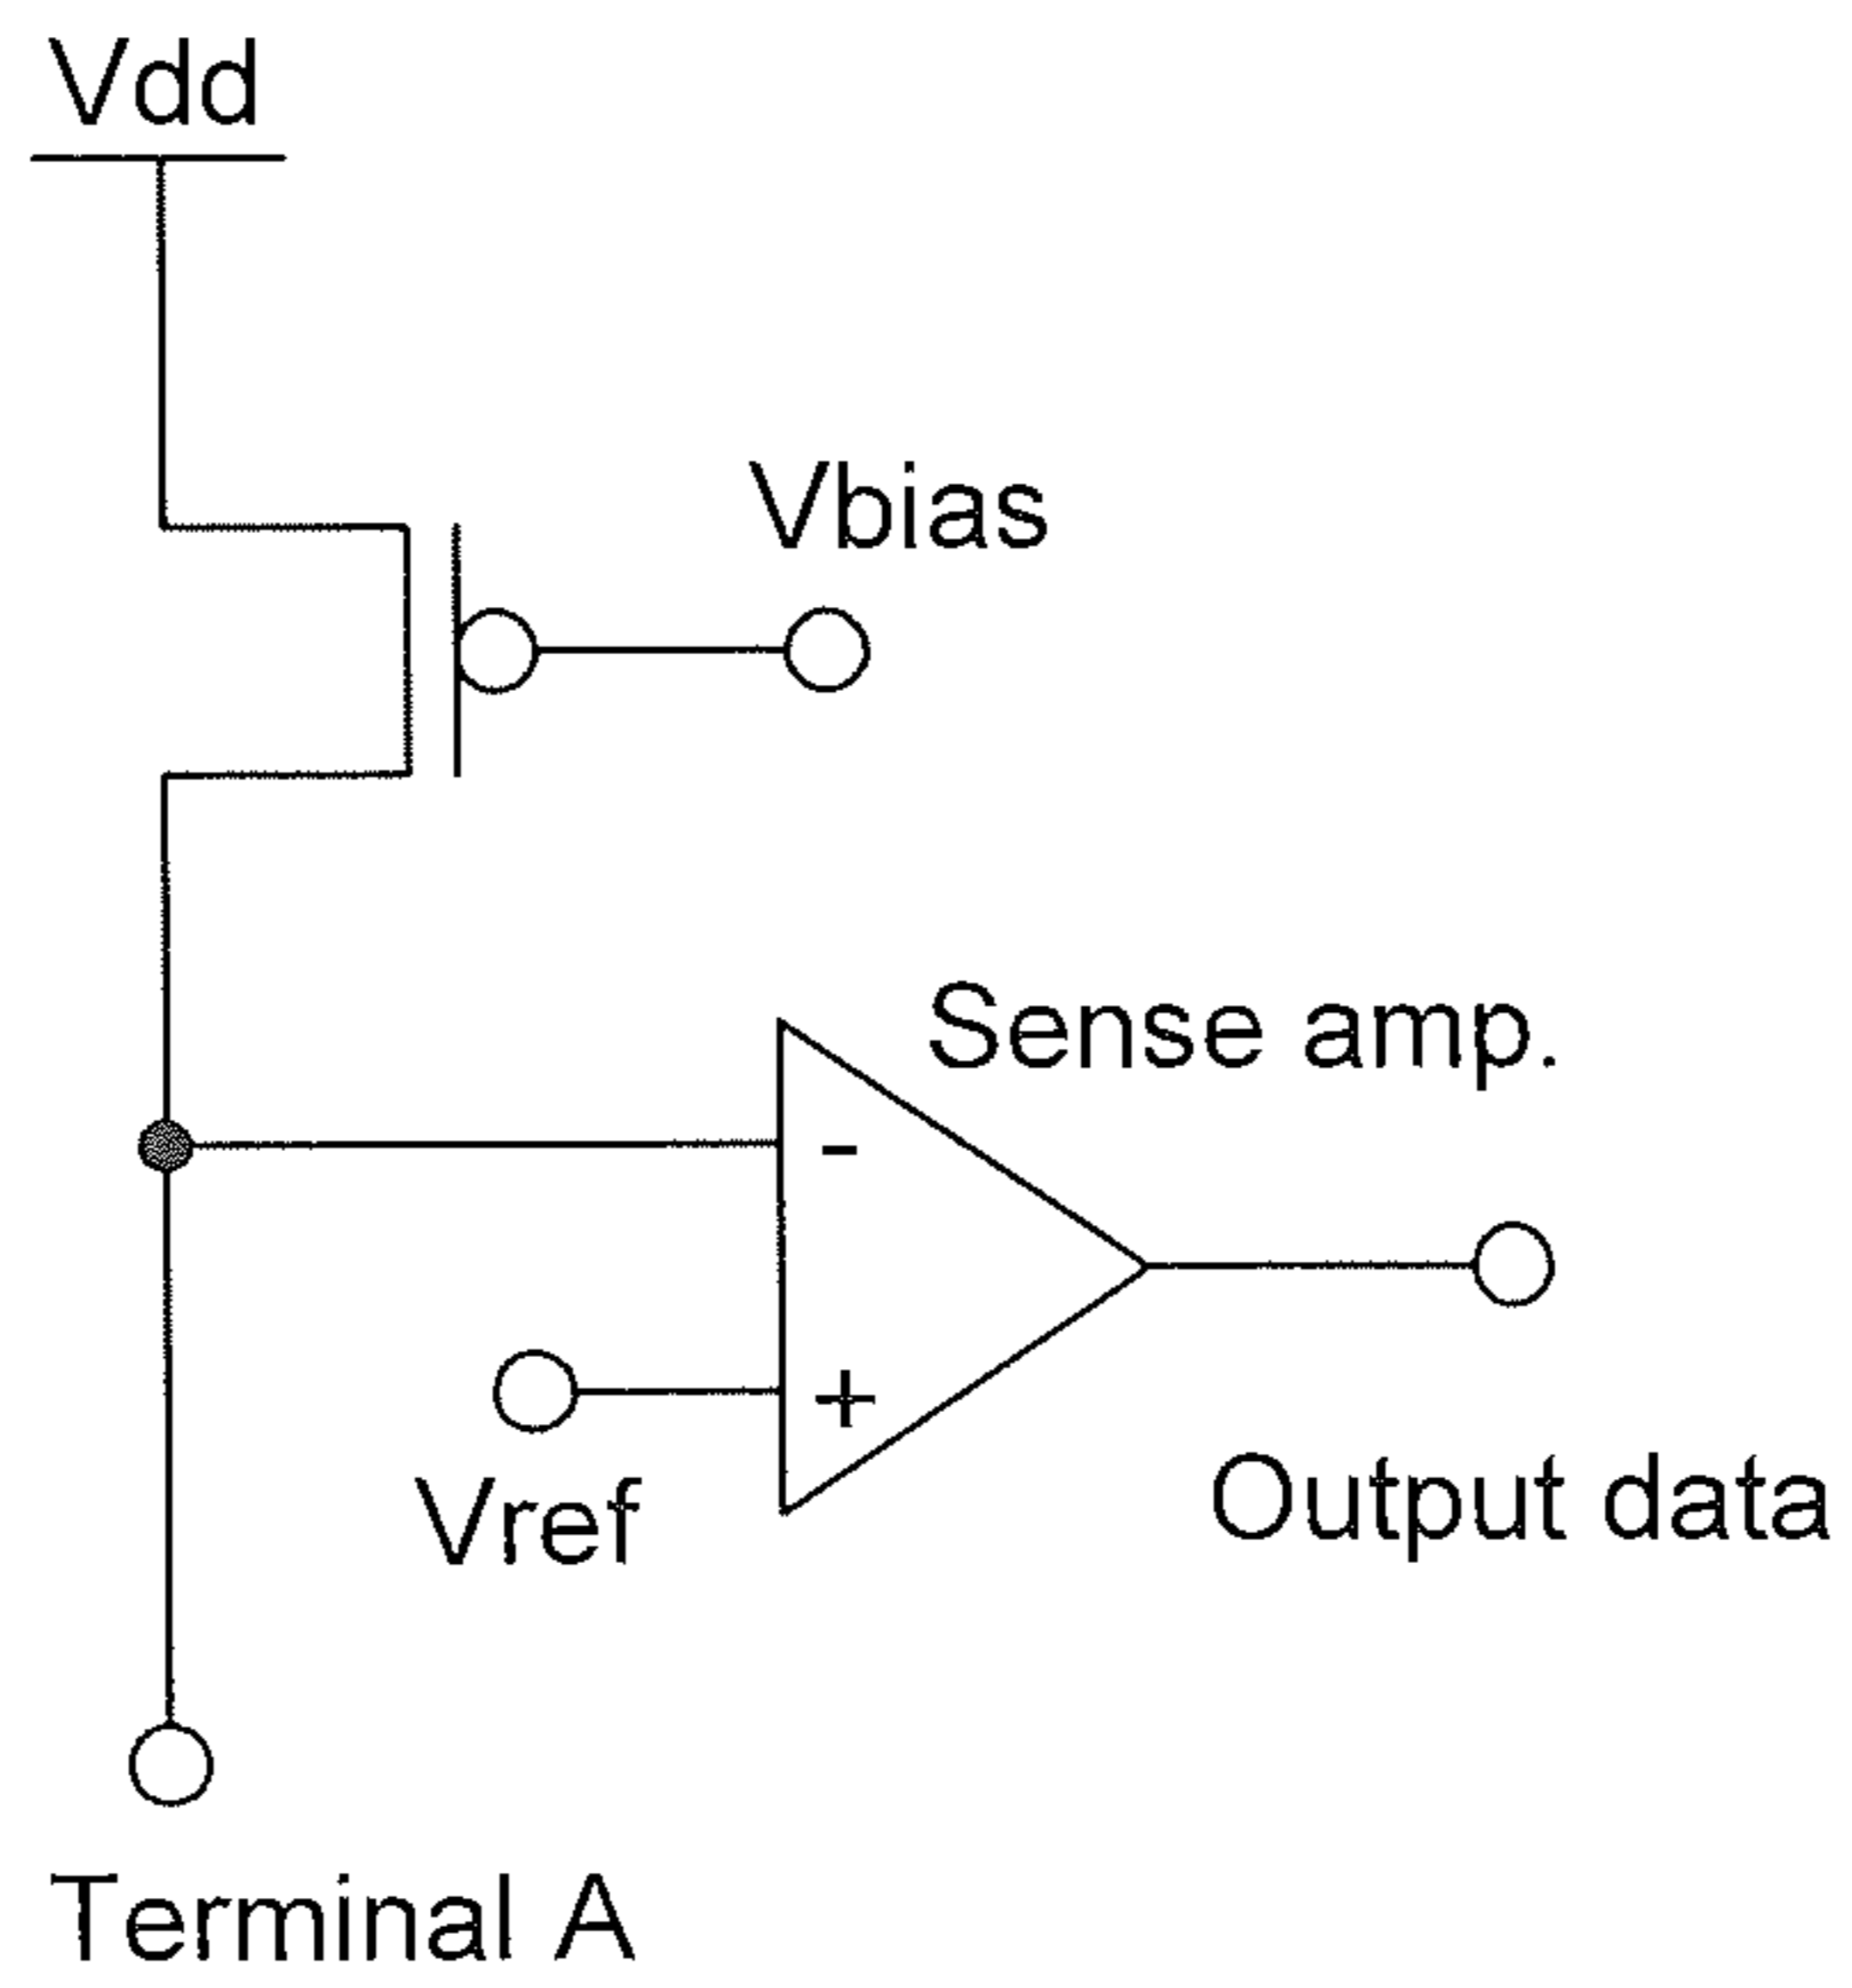 Vdd
Vbias
Sense amp.
-
+
Vref
Output data
Terminal A